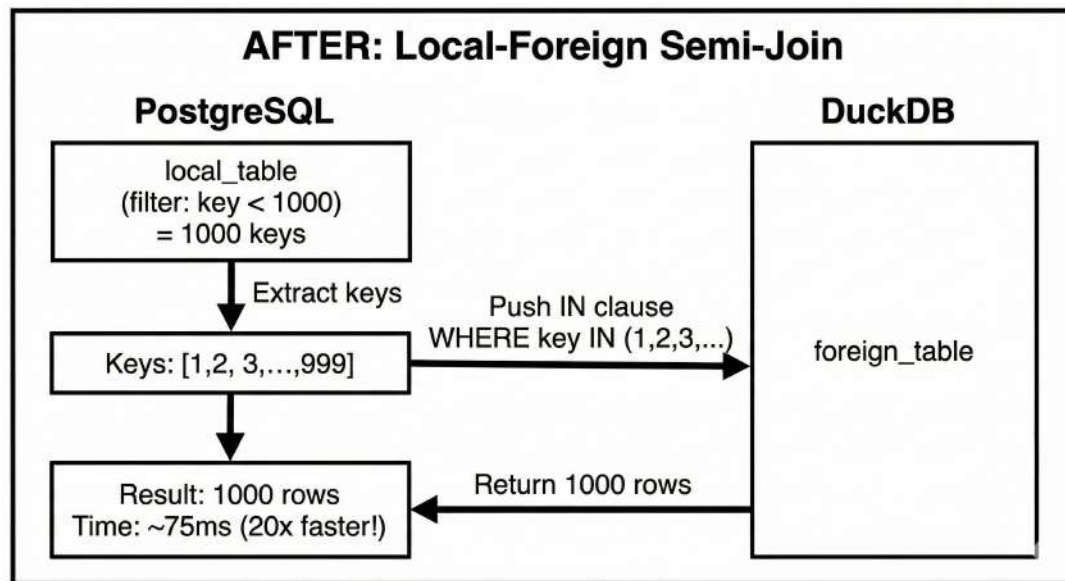 AFTER: Local-Foreign Semi-Join
PostgreSQL
DuckDB
local_table
(filter: key < 1000)
= 1000 keys
Extract keys
Push IN clause
WHERE key IN (1,2,3,...)
Keys: [1,2, 3,...,999]
foreign_table
Result: 1000 rows
Time: ~75ms (20x faster!)
Return 1000 rows